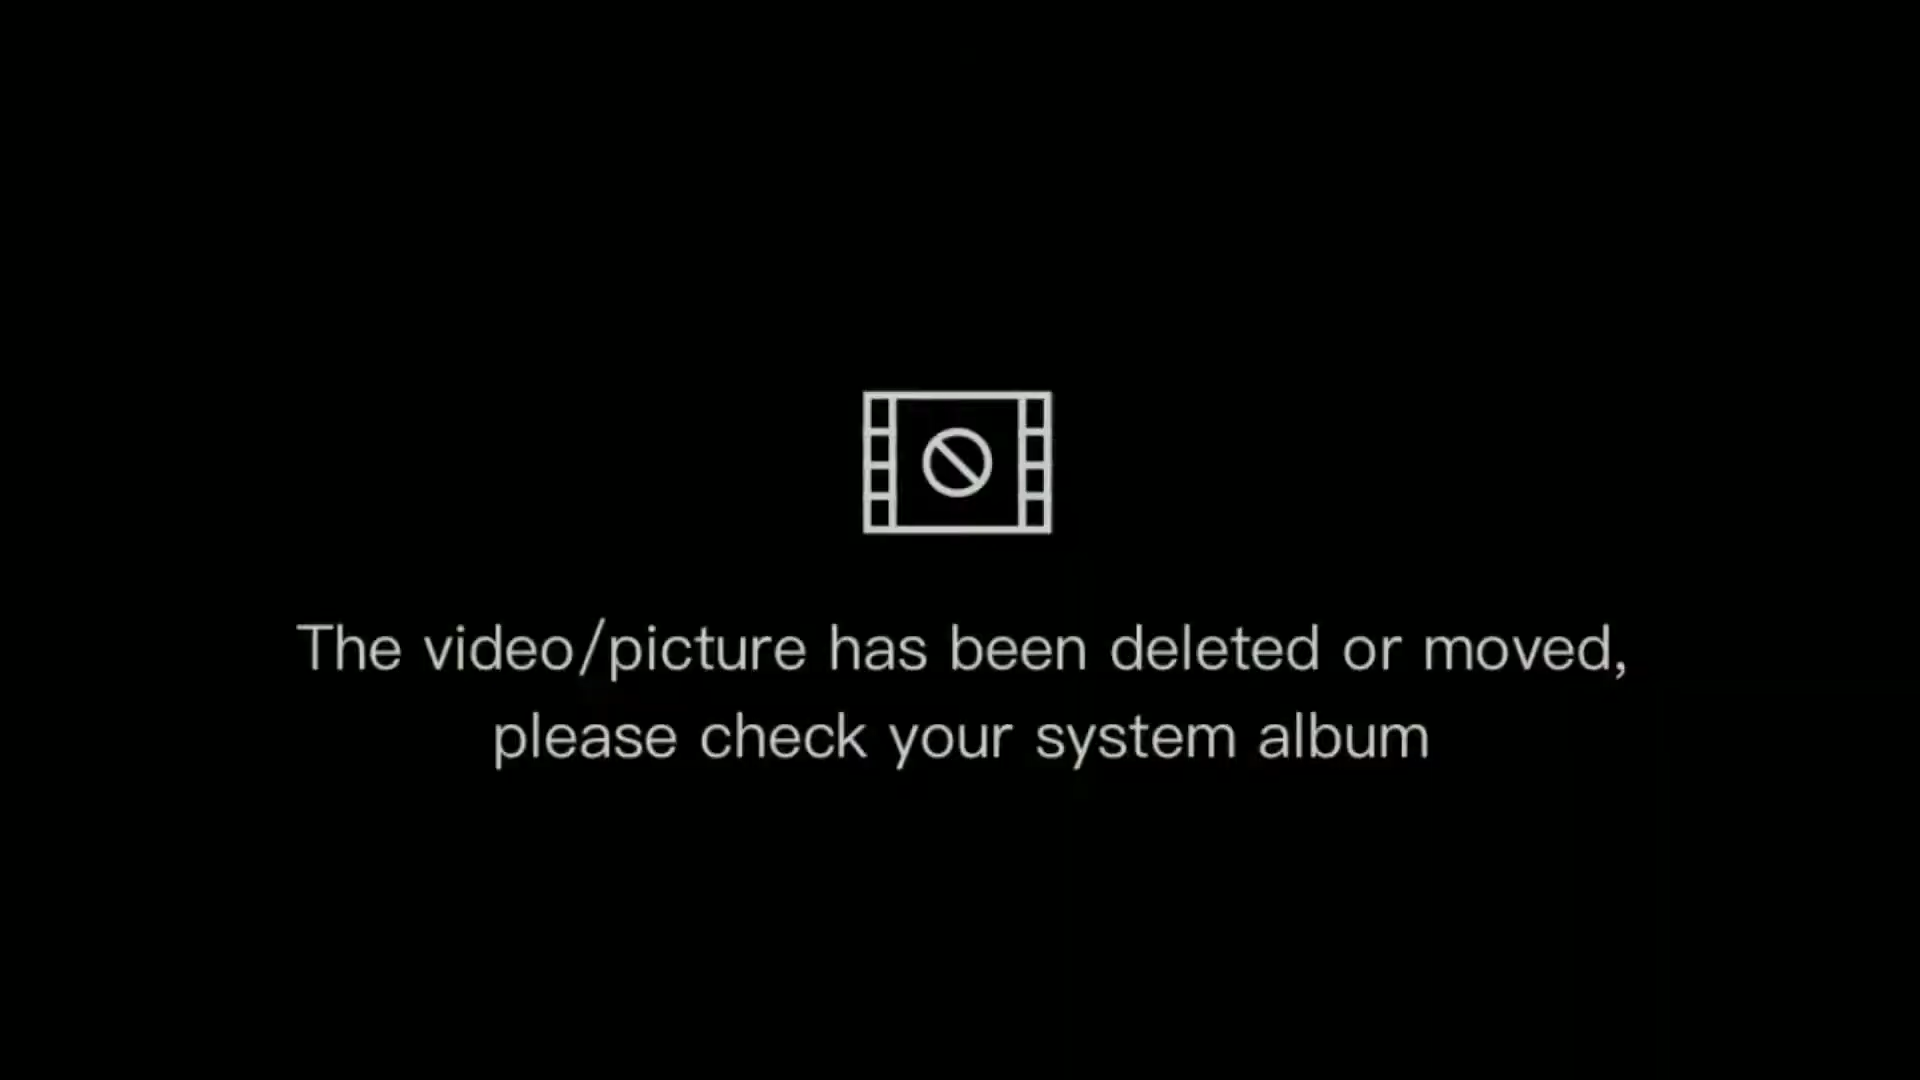 The video/picture has been deleted or moved,
please check your system album